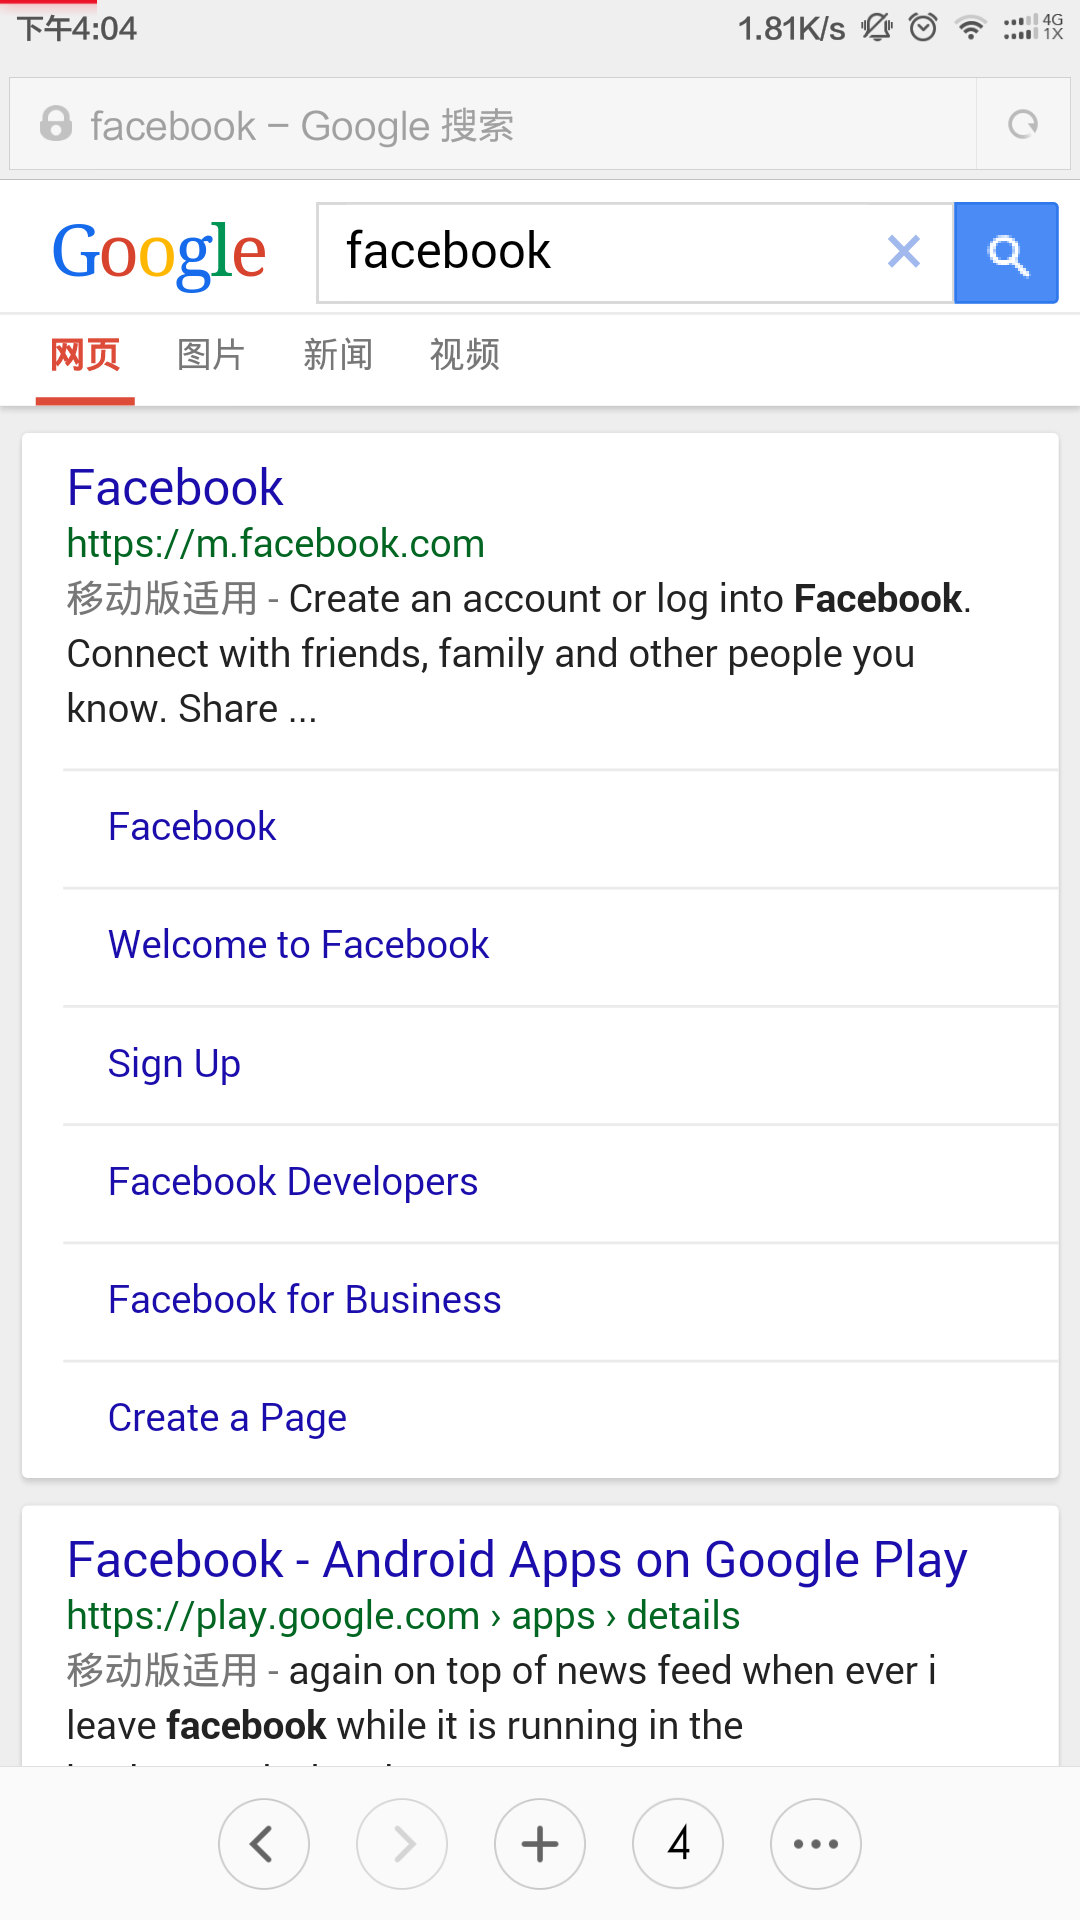 下午4:04 1.81K/s 4G 1X
facebook – Google 搜索
Google facebook
网页 图片 新闻 视频
Facebook
https://m.facebook.com
移动版适用 - Create an account or log into Facebook.
Connect with friends, family and other people you
know. Share ...
Facebook
Welcome to Facebook
Sign Up
Facebook Developers
Facebook for Business
Create a Page
Facebook - Android Apps on Google Play
https://play.google.com › apps › details
移动版适用 - again on top of news feed when ever i
leave facebook while it is running in the
4